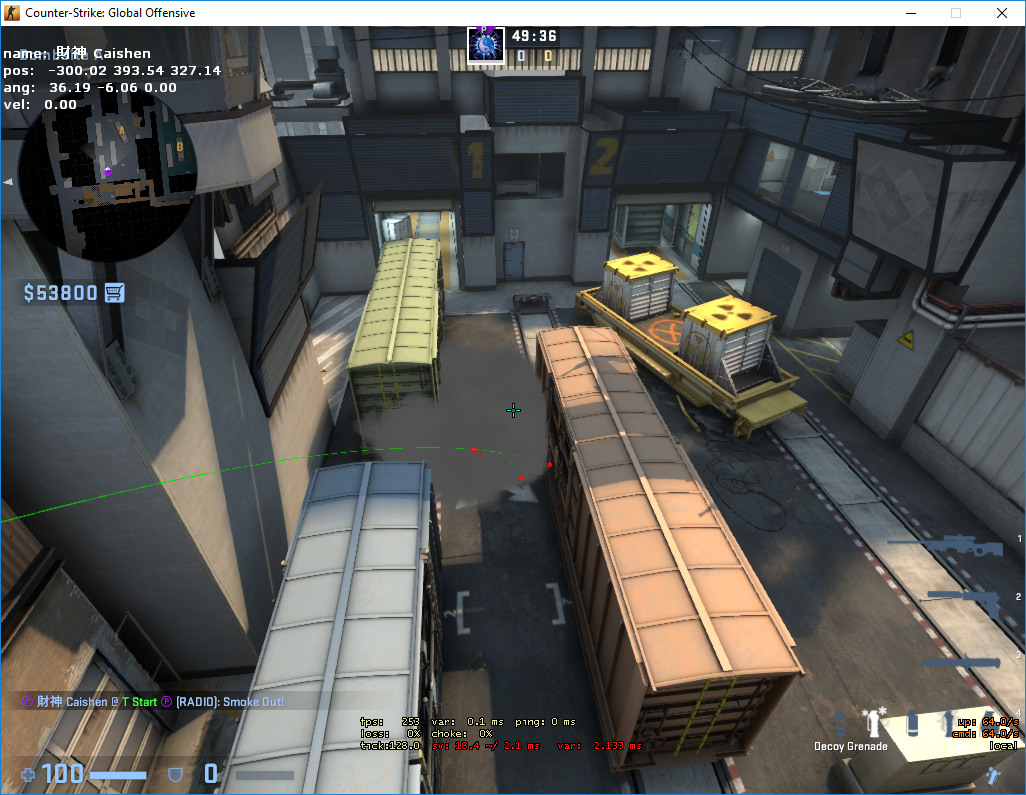 Counter-Strike: Global Offensive
name: 財神 Caishen
pos: -300.02 393.54 327.14
ang: 36.19 -6.06 0.00
vel: 0.00
49:36
0 0
B
1
2
$53800
1
2
3
4
Ⓟ 財神 Caishen @ T Start Ⓟ (RADIO): Smoke Out!
fps: 253 var: 0.1 ms ping: 0 ms
loss: 0% choke: 0%
tick:128.0 sv: 18.4 ~/ 2.1 ms var: 2.133 ms
up: 64.0/s
cmd: 64.0/s
local
Decoy Grenade
100
0